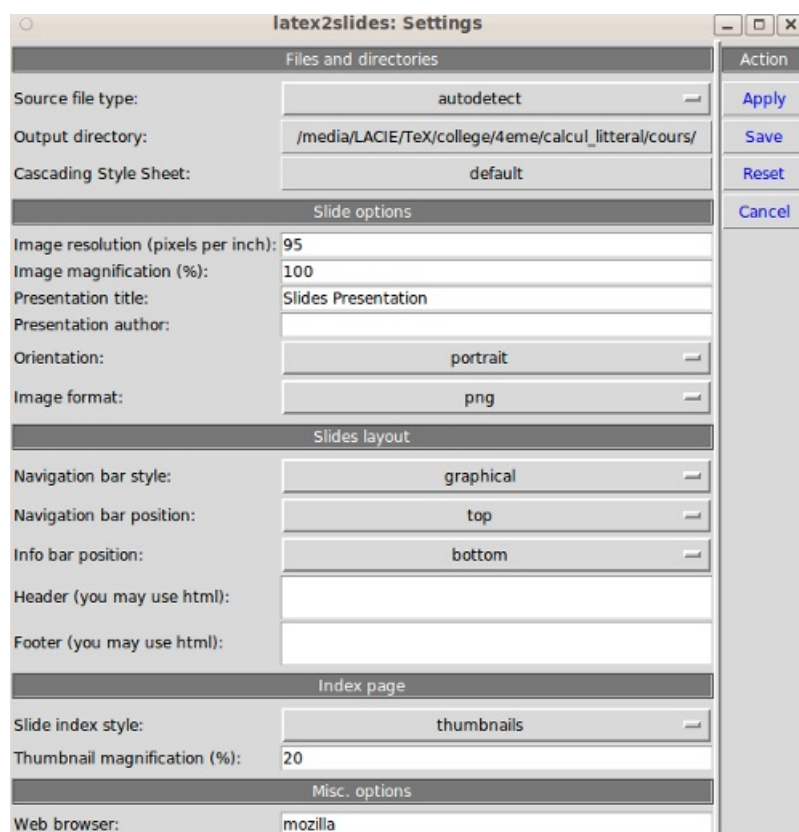 latex2slides: Settings
Files and directories
Action
Source file type: autodetect
Apply
Output directory: /media/LACIE/TeX/college/4eme/calcul_litteral/cours/
Save
Cascading Style Sheet: default
Reset
Slide options
Cancel
Image resolution (pixels per inch): 95
Image magnification (%): 100
Presentation title: Slides Presentation
Presentation author:
Orientation: portrait
Image format: png
Slides layout
Navigation bar style: graphical
Navigation bar position: top
Info bar position: bottom
Header (you may use html):
Footer (you may use html):
Index page
Slide index style: thumbnails
Thumbnail magnification (%): 20
Misc. options
Web browser: mozilla